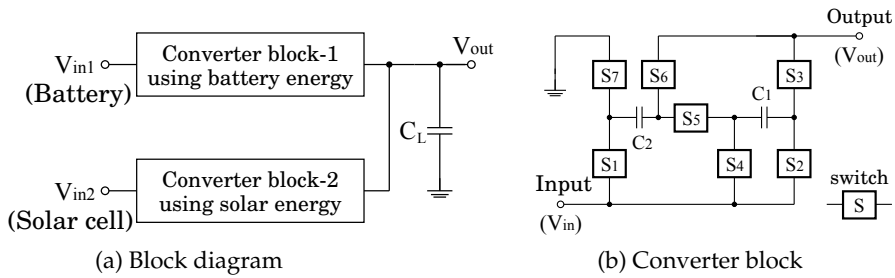 Vin1
(Battery)
Converter block-1
using battery energy
Vout
CL
Vin2
(Solar cell)
Converter block-2
using solar energy
(a) Block diagram
Output
(Vout)
S7
S6
S3
C1
C2
S5
S1
S4
S2
Input
(Vin)
switch
S
(b) Converter block